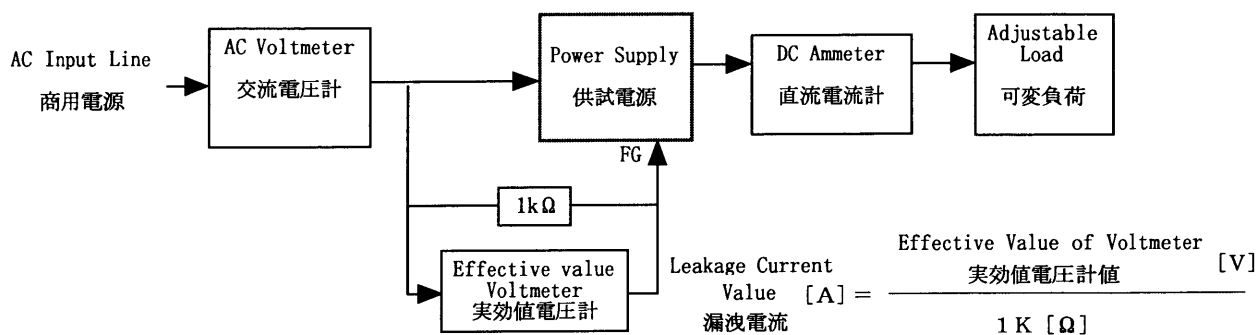 AC Input Line
商用電源
AC Voltmeter
交流電圧計
Power Supply
供試電源
DC Ammeter
直流電流計
Adjustable
Load
可変負荷
FG
1kΩ
Effective value
Voltmeter
実効値電圧計
Leakage Current
Value [A] =
漏洩電流
Effective Value of Voltmeter
実効値電圧計値 [V]
1 K [Ω]